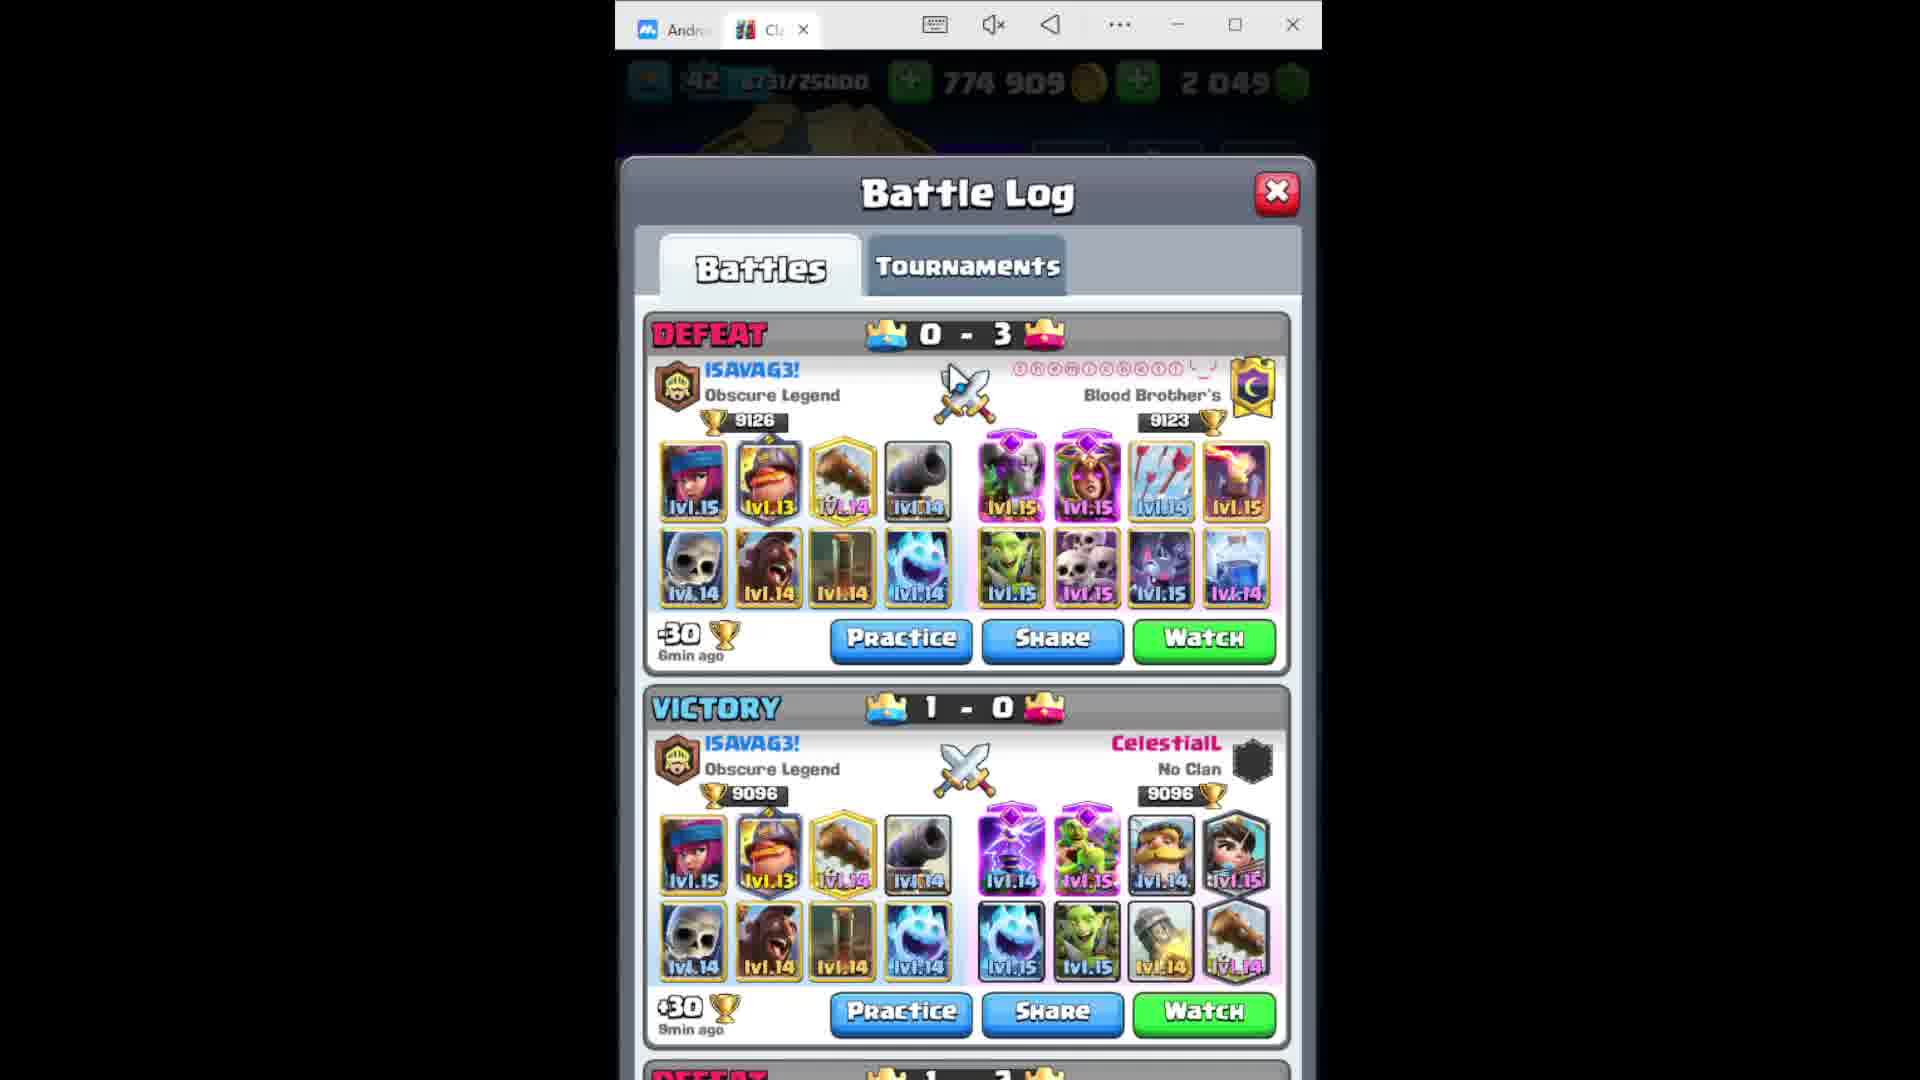 Andro
Cla
42 8731/25000 774 909 2 049
Battle Log
Battles Tournaments
DEFEAT 0 - 3
ISAVAG3!
Obscure Legend Blood Brother's
9126 9123
lvl.15 lvl.13 lvl.14 lvl.14 lvl.15 lvl.15 lvl.14 lvl.15
lvl.14 lvl.14 lvl.14 lvl.14 lvl.15 lvl.15 lvl.15 lvl.14
-30
6min ago
Practice Share Watch
VICTORY 1 - 0
ISAVAG3! CelestialL
Obscure Legend No Clan
9096 9096
lvl.15 lvl.13 lvl.14 lvl.14 lvl.14 lvl.15 lvl.14 lvl.15
lvl.14 lvl.14 lvl.14 lvl.14 lvl.15 lvl.15 lvl.14 lvl.14
+30
9min ago
Practice Share Watch
DEFEAT